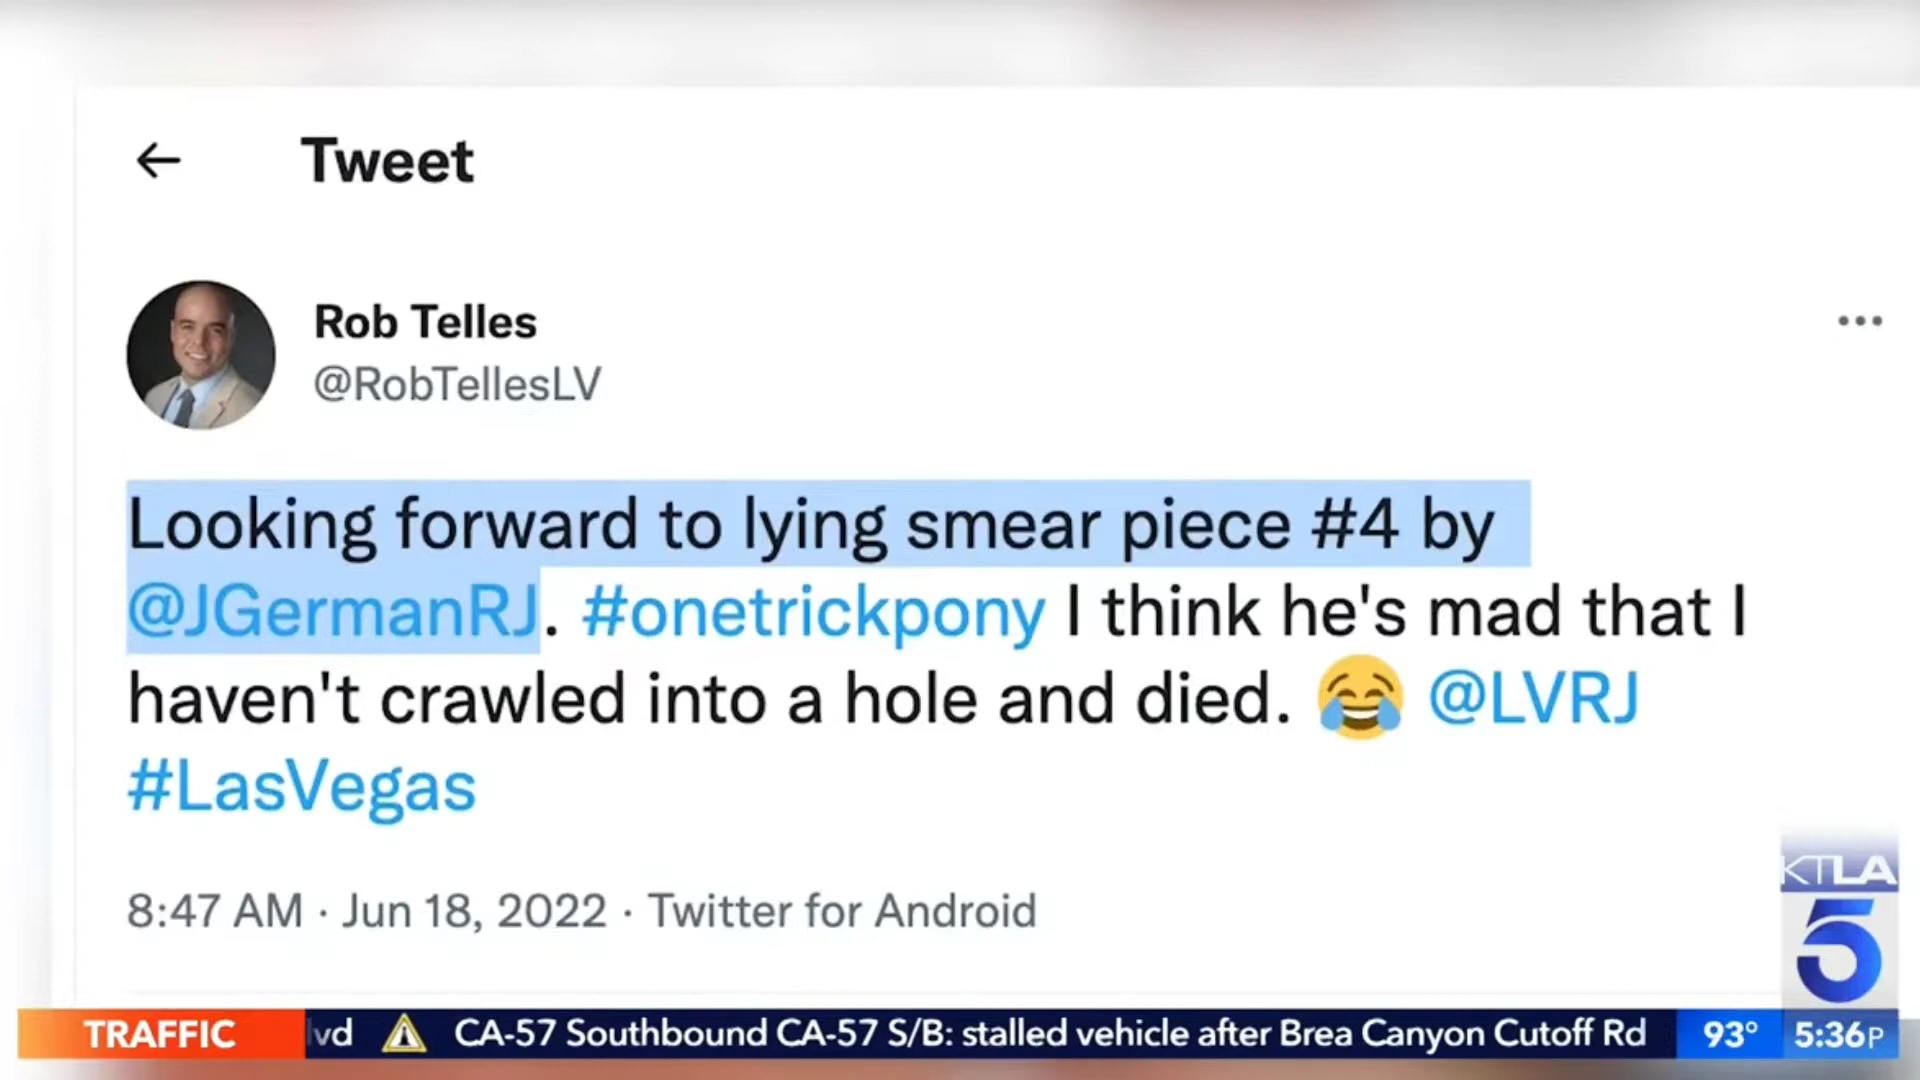 Tweet
Rob Telles
@RobTellesLV
Looking forward to lying smear piece #4 by
@JGermanRJ. #onetrickpony I think he's mad that I
haven't crawled into a hole and died. 😂 @LVRJ
#LasVegas
8:47 AM · Jun 18, 2022 · Twitter for Android
KTLA
5
TRAFFIC lvd CA-57 Southbound CA-57 S/B: stalled vehicle after Brea Canyon Cutoff Rd 93° 5:36P